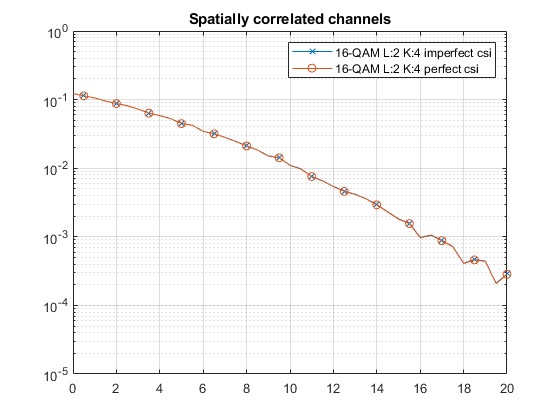 Spatially correlated channels
16-QAM L:2 K:4 imperfect csi
16-QAM L:2 K:4 perfect csi
10^0
10^-1
10^-2
10^-3
10^-4
10^-5
0 2 4 6 8 10 12 14 16 18 20